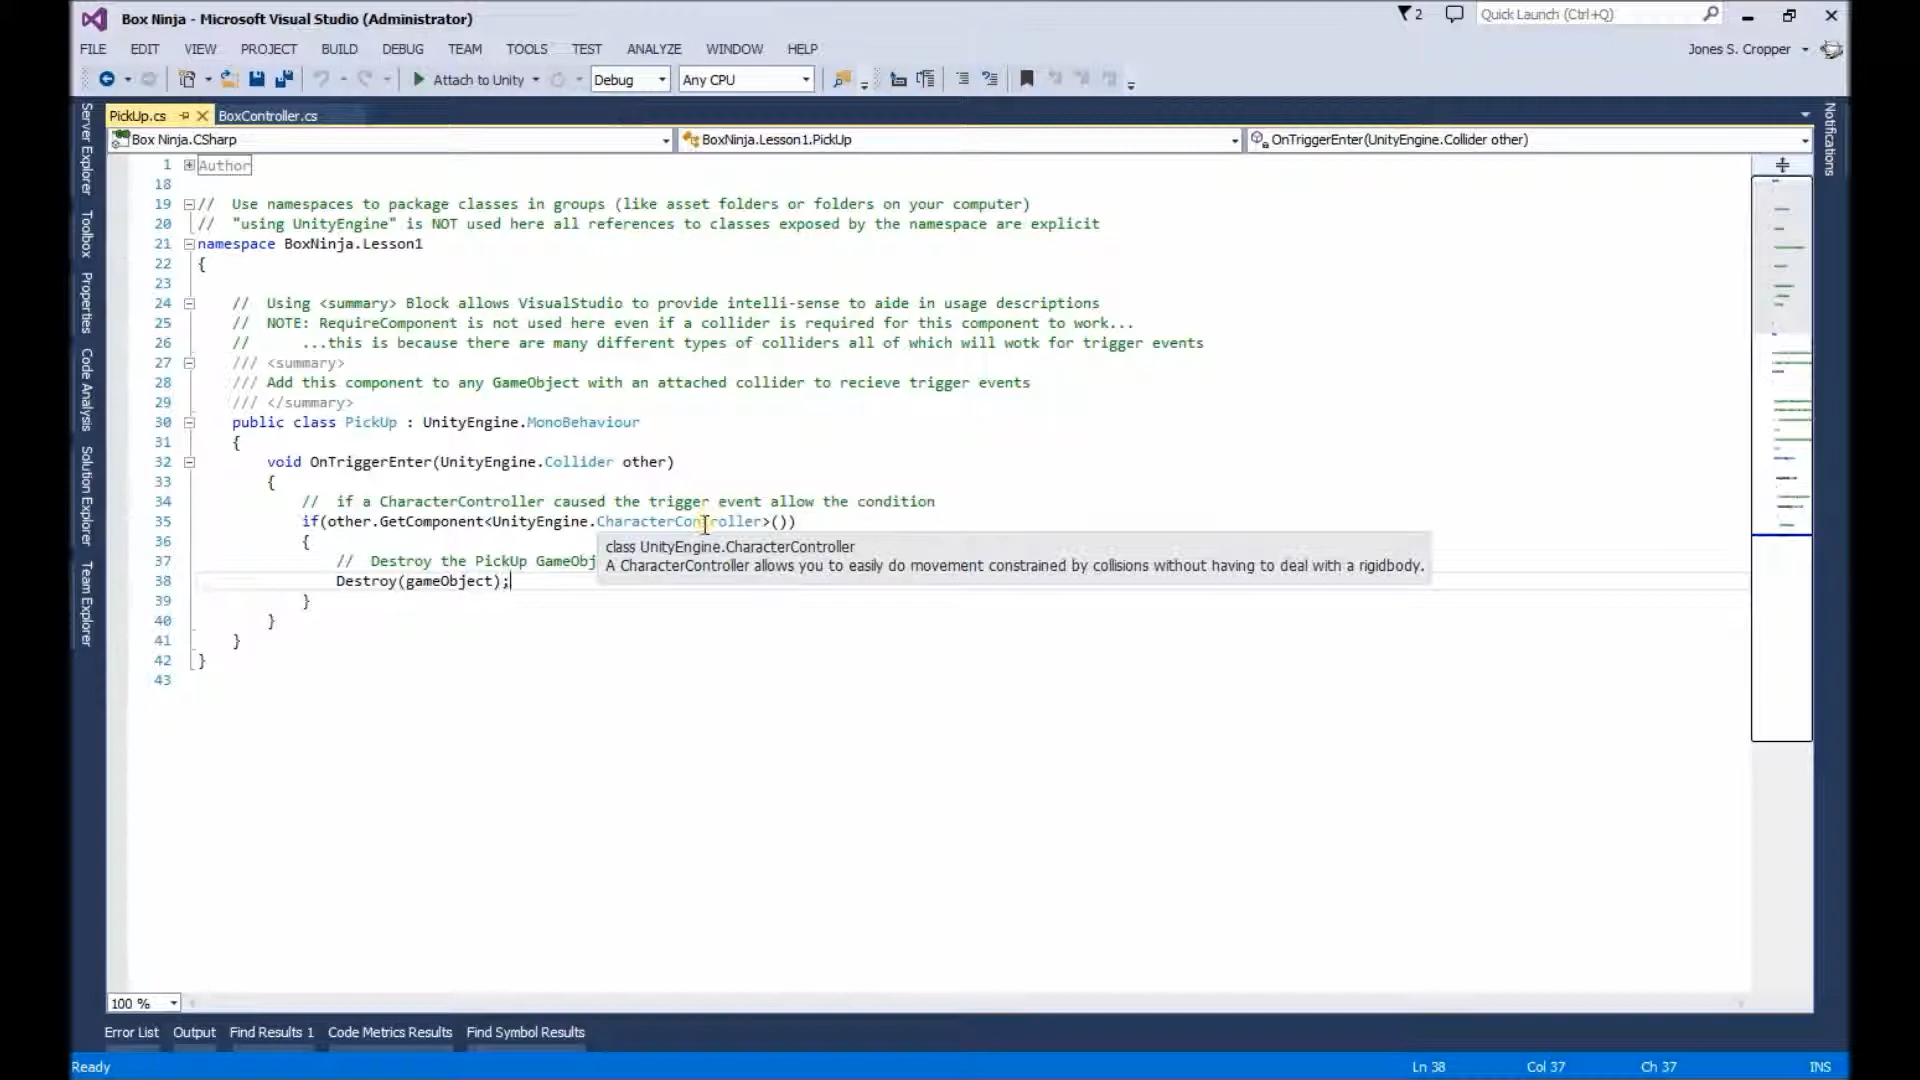 Box Ninja - Microsoft Visual Studio (Administrator)
2
Quick Launch (Ctrl+Q)
FILE EDIT VIEW PROJECT BUILD DEBUG TEAM TOOLS TEST ANALYZE WINDOW HELP
Jones S. Cropper
Attach to Unity Debug Any CPU
PickUp.cs BoxController.cs
Box Ninja.CSharp BoxNinja.Lesson1.PickUp OnTriggerEnter(UnityEngine.Collider other)
Server Explorer
Toolbox
Properties
Code Analysis
Solution Explorer
Team Explorer
Notifications
1 Author
18
19 // Use namespaces to package classes in groups (like asset folders or folders on your computer)
20 // "using UnityEngine" is NOT used here all references to classes exposed by the namespace are explicit
21 namespace BoxNinja.Lesson1
22 {
23
24 // Using <summary> Block allows VisualStudio to provide intelli-sense to aide in usage descriptions
25 // NOTE: RequireComponent is not used here even if a collider is required for this component to work...
26 // ...this is because there are many different types of colliders all of which will wotk for trigger events
27 /// <summary>
28 /// Add this component to any GameObject with an attached collider to recieve trigger events
29 /// </summary>
30 public class PickUp : UnityEngine.MonoBehaviour
31 {
32 void OnTriggerEnter(UnityEngine.Collider other)
33 {
34 // if a CharacterController caused the trigger event allow the condition
35 if(other.GetComponent<UnityEngine.CharacterController>())
36 {
class UnityEngine.CharacterController
37 // Destroy the PickUp GameObj
A CharacterController allows you to easily do movement constrained by collisions without having to deal with a rigidbody.
38 Destroy(gameObject);
39 }
40 }
41 }
42 }
43
100 %
Error List Output Find Results 1 Code Metrics Results Find Symbol Results
Ready Ln 38 Col 37 Ch 37 INS